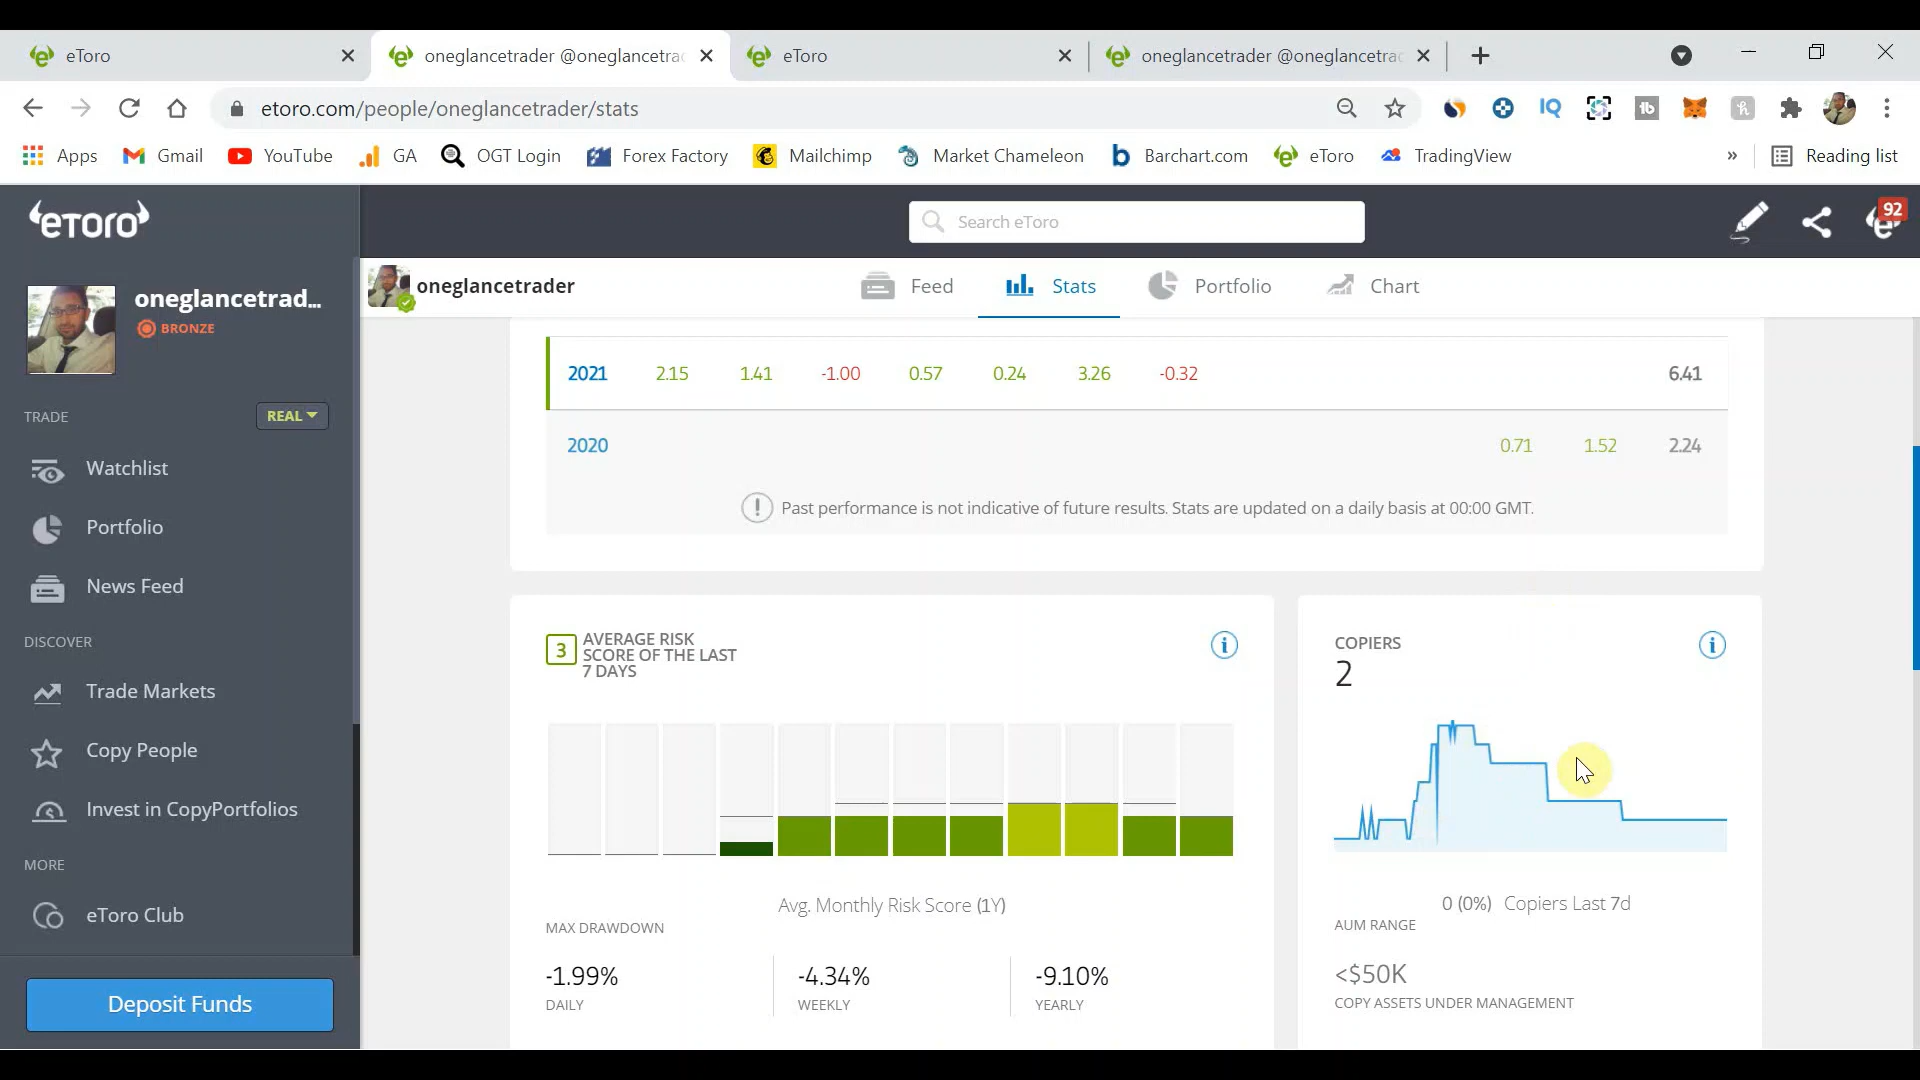 eToro
oneglancetrader @oneglancetra
eToro
oneglancetrader @oneglancetra
etoro.com/people/oneglancetrader/stats
IQ
tb
h
Apps
Gmail
YouTube
GA
OGT Login
Forex Factory
Mailchimp
Market Chameleon
Barchart.com
eToro
TradingView
»
Reading list
eToro
Search eToro
92
oneglancetrad...
BRONZE
oneglancetrader
Feed
Stats
Portfolio
Chart
TRADE
REAL
Watchlist
Portfolio
News Feed
DISCOVER
Trade Markets
Copy People
Invest in CopyPortfolios
MORE
eToro Club
Deposit Funds
2021 2.15 1.41 -1.00 0.57 0.24 3.26 -0.32 6.41
2020 0.71 1.52 2.24
Past performance is not indicative of future results. Stats are updated on a daily basis at 00:00 GMT.
3
AVERAGE RISK
SCORE OF THE LAST
7 DAYS
Avg. Monthly Risk Score (1Y)
MAX DRAWDOWN
-1.99%
DAILY
-4.34%
WEEKLY
-9.10%
YEARLY
COPIERS
2
0 (0%) Copiers Last 7d
AUM RANGE
<$50K
COPY ASSETS UNDER MANAGEMENT